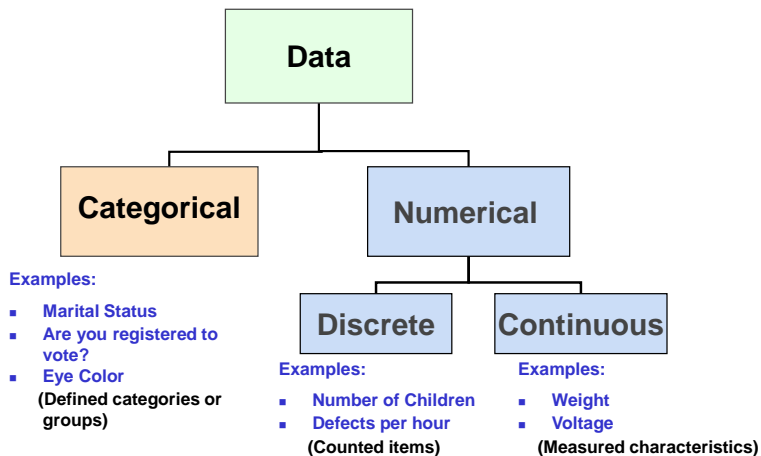 Data
Categorical
Numerical
Examples:
▪ Marital Status
▪ Are you registered to
vote?
▪ Eye Color
(Defined categories or
groups)
Discrete
Continuous
Examples:
▪ Number of Children
▪ Defects per hour
(Counted items)
Examples:
▪ Weight
▪ Voltage
(Measured characteristics)